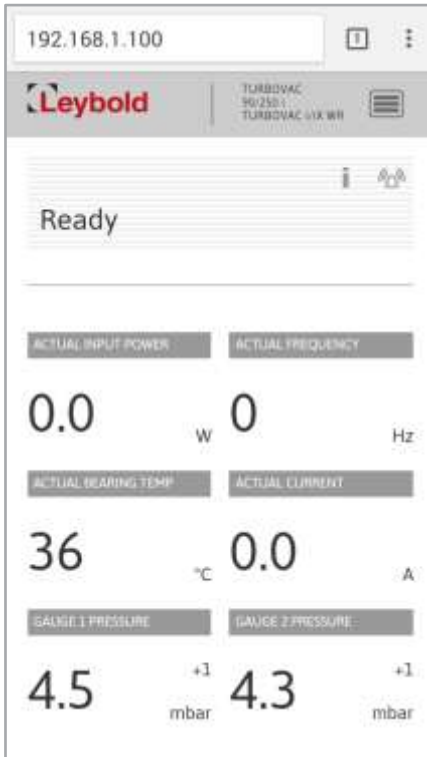 192.168.1.100
1
Leybold
TURBOVAC
90/250 i
TURBOVAC i/iX WR
i
Ready
ACTUAL INPUT POWER
ACTUAL FREQUENCY
0.0 W
0 Hz
ACTUAL BEARING TEMP
ACTUAL CURRENT
36 °C
0.0 A
GAUGE 1 PRESSURE
GAUGE 2 PRESSURE
4.5 +1 mbar
4.3 +1 mbar